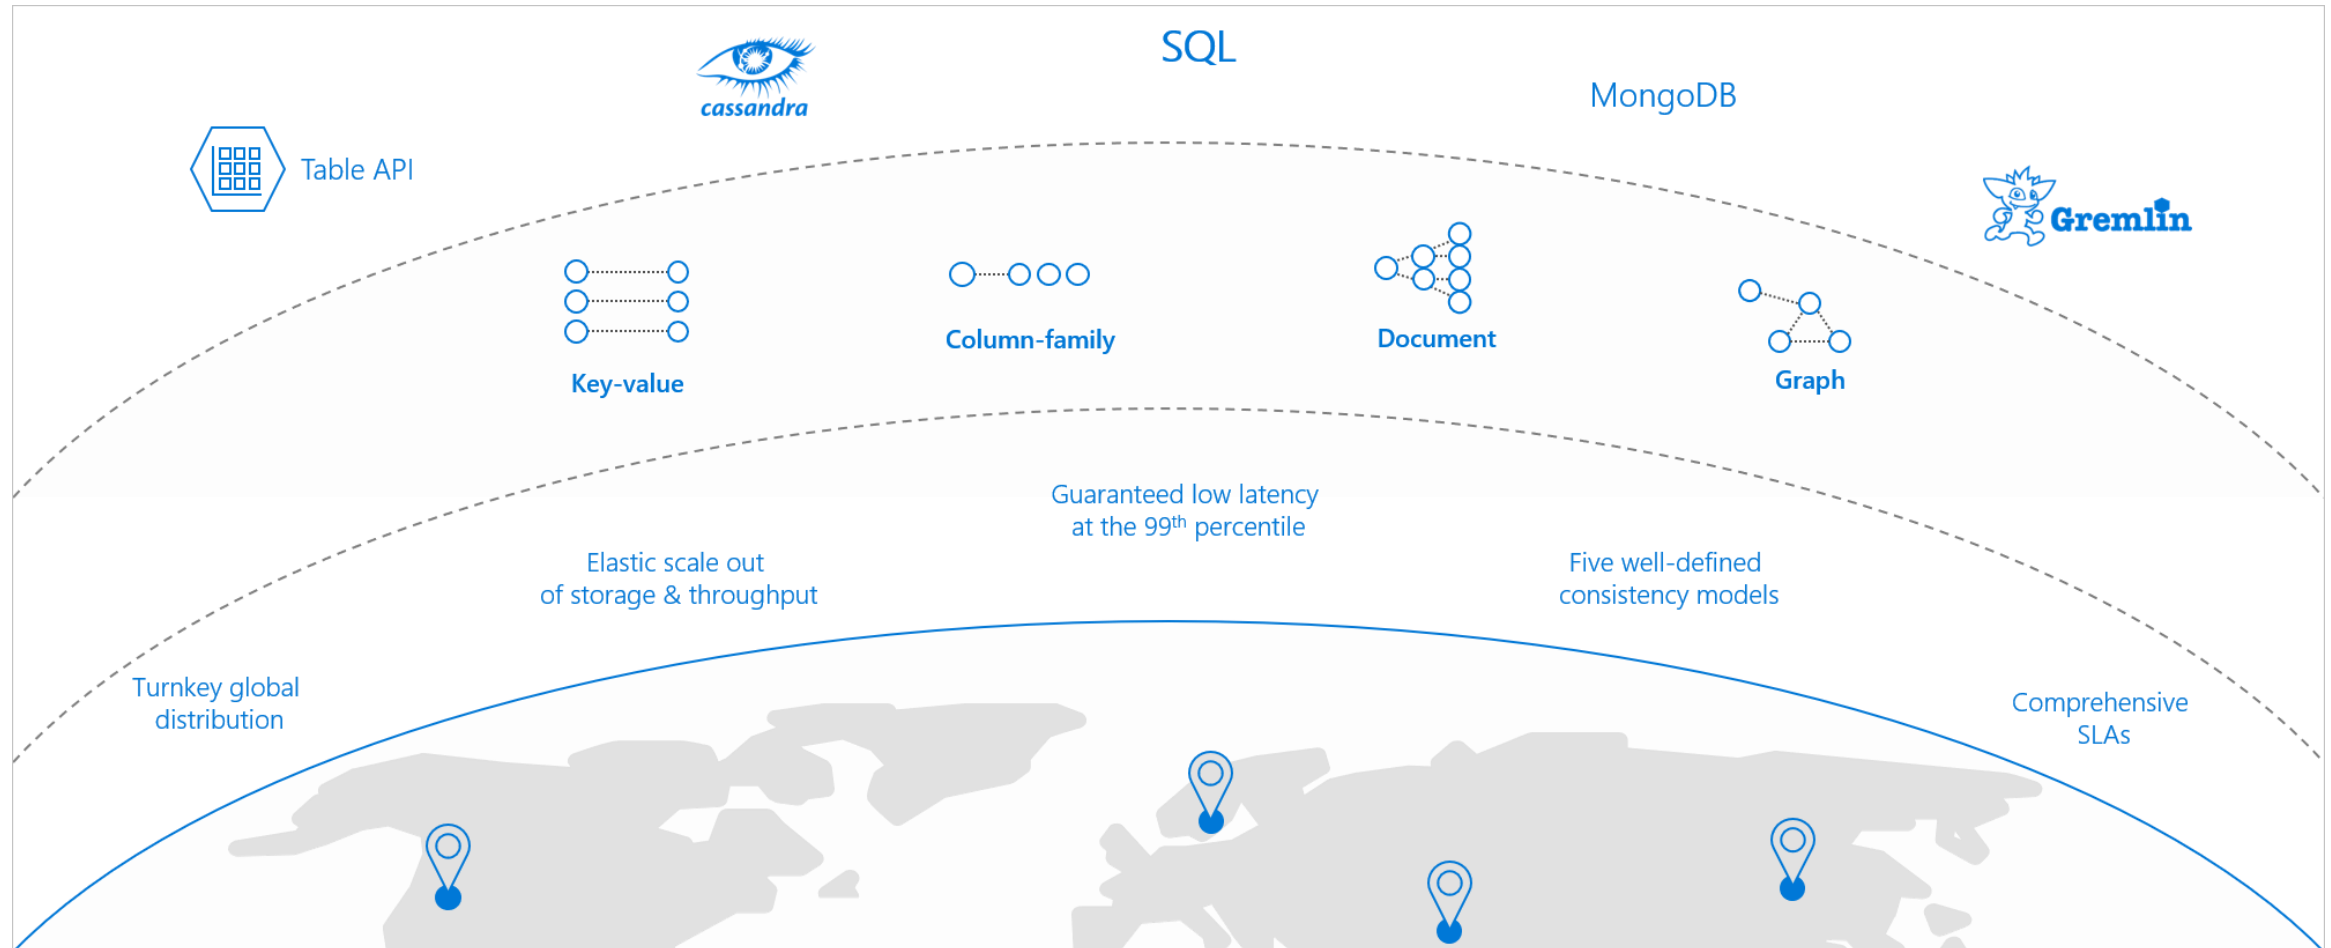 SQL
cassandra
MongoDB
Table API
Gremlin
Key-value
Column-family
Document
Graph
Guaranteed low latency
at the 99th percentile
Elastic scale out
of storage & throughput
Five well-defined
consistency models
Turnkey global
distribution
Comprehensive
SLAs